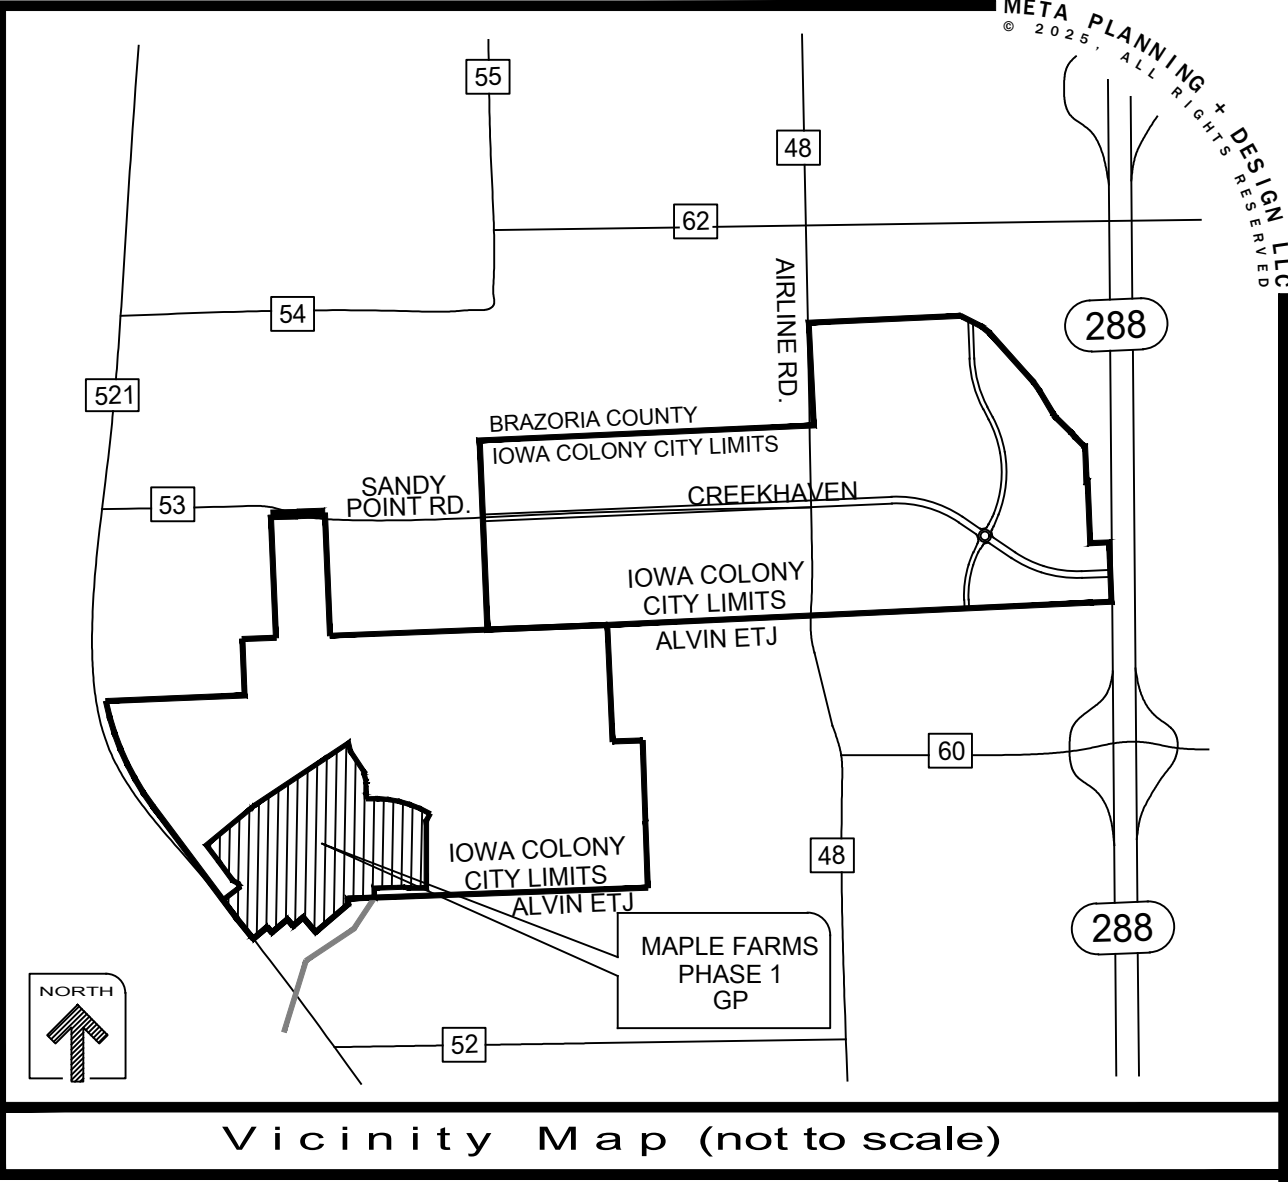 META PLANNING + DESIGN LLC
© 2025, ALL RIGHTS RESERVED
55
48
62
AIRLINE RD.
54
288
521
BRAZORIA COUNTY
IOWA COLONY CITY LIMITS
SANDY
POINT RD.
CREEKHAVEN
53
IOWA COLONY
CITY LIMITS
ALVIN ETJ
60
IOWA COLONY
CITY LIMITS
ALVIN ETJ
48
288
MAPLE FARMS
PHASE 1
GP
NORTH
52
Vicinity Map (not to scale)